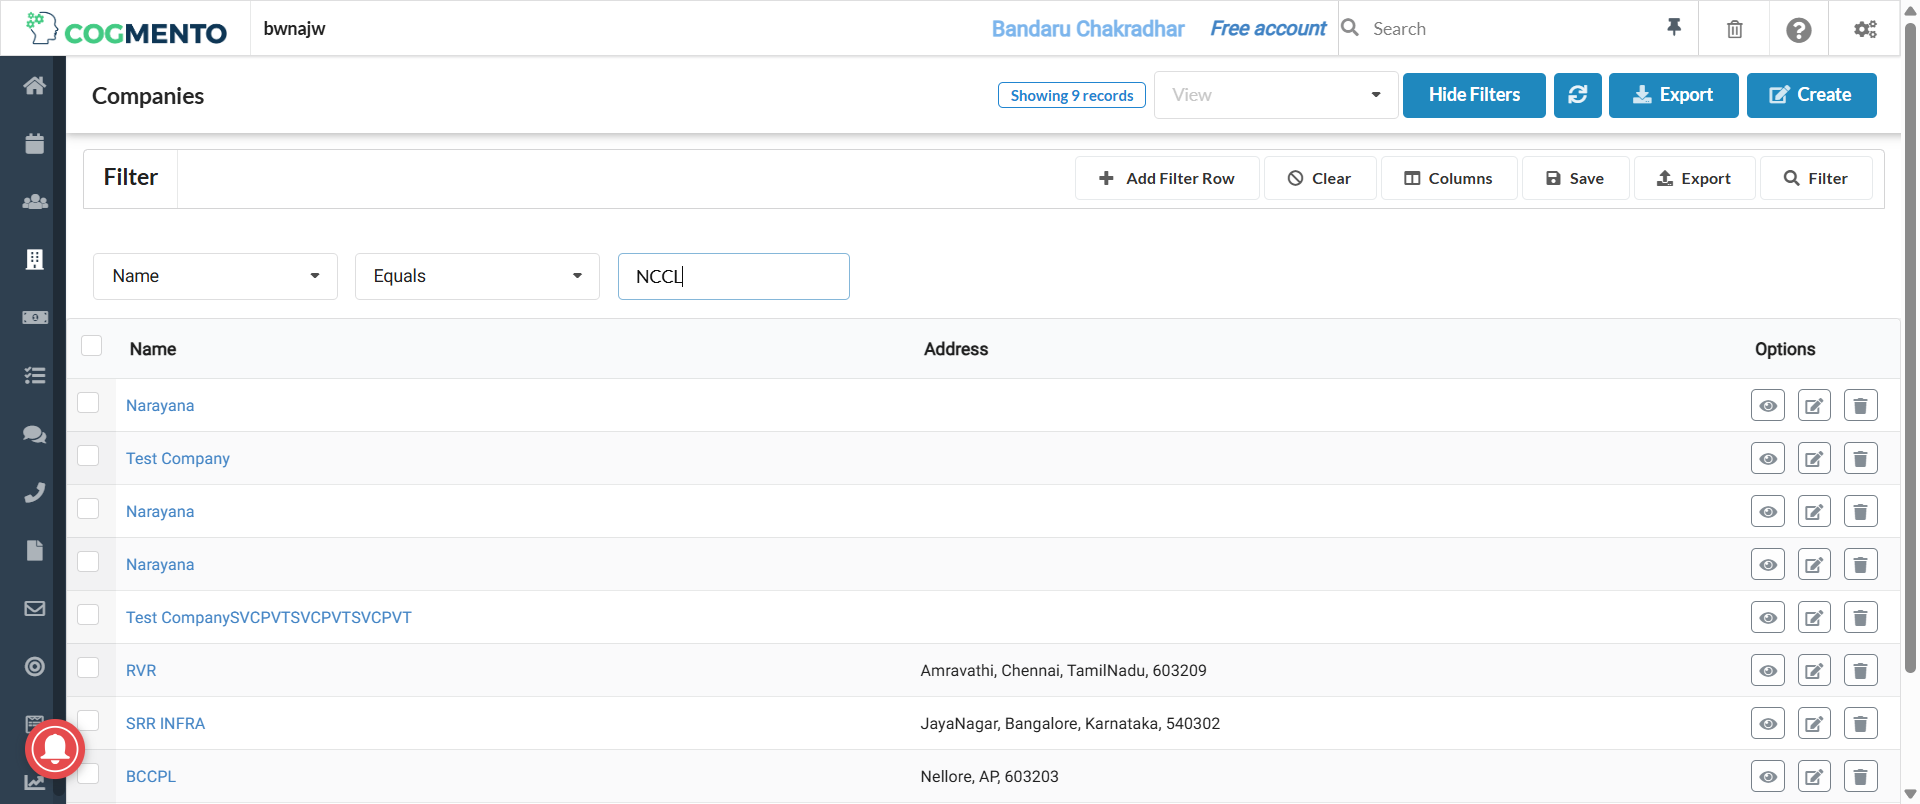 COGMENTO bwnajw Bandaru Chakradhar Free account Search
Companies Showing 9 records View Hide Filters Export Create
Filter Add Filter Row Clear Columns Save Export Filter
Name Equals NCCL
Name Address Options
Narayana
Test Company
Narayana
Narayana
Test CompanySVCPVTSVCPVTSVCPVT
RVR Amravathi, Chennai, TamilNadu, 603209
SRR INFRA JayaNagar, Bangalore, Karnataka, 540302
BCCPL Nellore, AP, 603203